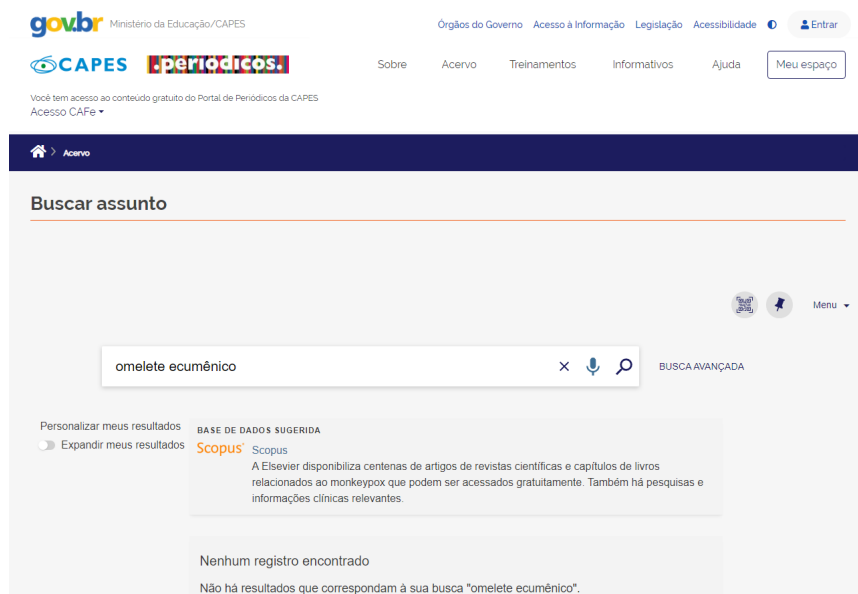 gov.br Ministério da Educação/CAPES
Órgãos do Governo Acesso à Informação Legislação Acessibilidade Entrar
CAPES .periódicos.
Sobre Acervo Treinamentos Informativos Ajuda Meu espaço
Você tem acesso ao conteúdo gratuito do Portal de Periódicos da CAPES
Acesso CAFe
Acervo
Buscar assunto
Menu
omelete ecumênico
BUSCA AVANÇADA
Personalizar meus resultados
Expandir meus resultados
BASE DE DADOS SUGERIDA
Scopus Scopus
A Elsevier disponibiliza centenas de artigos de revistas científicas e capítulos de livros
relacionados ao monkeypox que podem ser acessados gratuitamente. Também há pesquisas e
informações clínicas relevantes.
Nenhum registro encontrado
Não há resultados que correspondam à sua busca "omelete ecumênico".